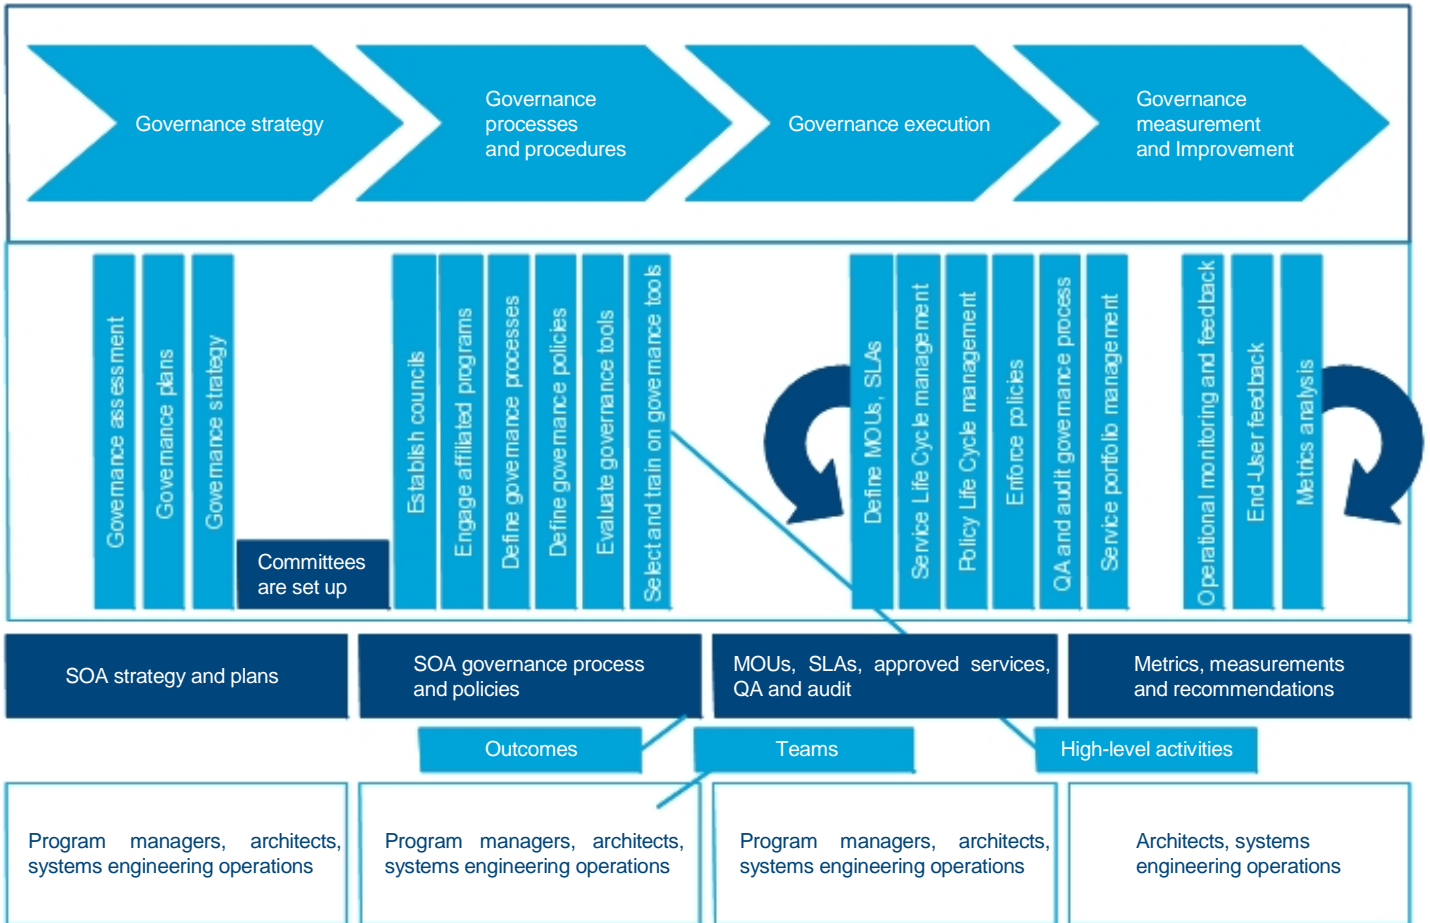 Governance strategy
Governance
processes
and procedures
Governance execution
Governance
measurement
and Improvement
Governance assessment
Governance plans
Governance strategy
Committees
are set up
Establish councils
Engage affiliated programs
Define governance processes
Define governance policies
Evaluate governance tools
Select and train on governance tools
Define MOUs, SLAs
Service Life Cycle management
Policy Life Cycle management
Enforce policies
QA and audit governance process
Service portfolio management
Operational monitoring and feedback
End-User feedback
Metrics analysis
SOA strategy and plans
SOA governance process
and policies
MOUs, SLAs, approved services,
QA and audit
Metrics, measurements
and recommendations
Outcomes
Teams
High-level activities
Program managers, architects,
systems engineering operations
Program managers, architects,
systems engineering operations
Program managers, architects,
systems engineering operations
Architects, systems
engineering operations